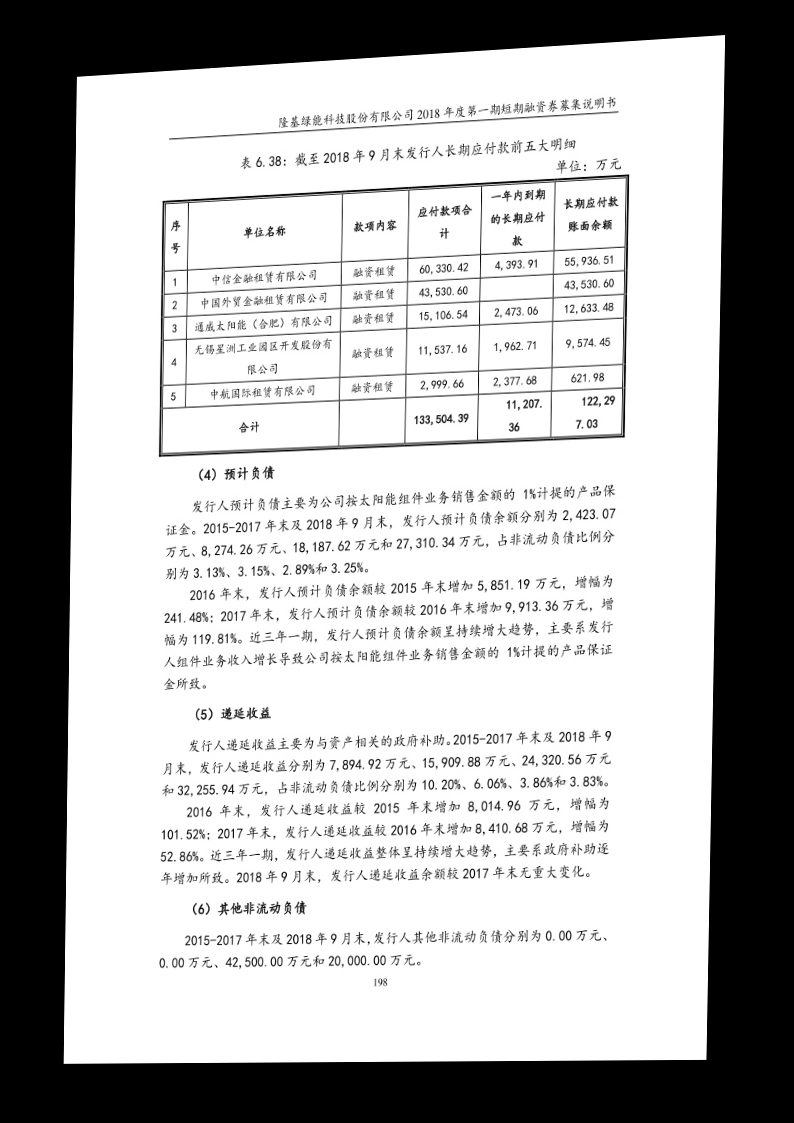 隆基绿能科技股份有限公司 2018 年度第一期短期融资券募集说明书
表 6.38：截至 2018 年 9 月末发行人长期应付款前五大明细
单位：万元
序号 单位名称 款项内容 应付款项合计 一年内到期的长期应付款 长期应付款账面余额
1 中信金融租赁有限公司 融资租赁 60,330.42 4,393.91 55,936.51
2 中国外贸金融租赁有限公司 融资租赁 43,530.60 43,530.60
3 通威太阳能（合肥）有限公司 融资租赁 15,106.54 2,473.06 12,633.48
4 无锡星洲工业园区开发股份有限公司 融资租赁 11,537.16 1,962.71 9,574.45
5 中航国际租赁有限公司 融资租赁 2,999.66 2,377.68 621.98
合计 133,504.39 11,207.36 122,297.03
（4）预计负债
发行人预计负债主要为公司按太阳能组件业务销售金额的 1%计提的产品保
证金。2015-2017 年末及 2018 年 9 月末，发行人预计负债余额分别为 2,423.07
万元、8,274.26 万元、18,187.62 万元和 27,310.34 万元，占非流动负债比例分
别为 3.13%、3.15%、2.89%和 3.25%。
2016 年末，发行人预计负债余额较 2015 年末增加 5,851.19 万元，增幅为
241.48%；2017 年末，发行人预计负债余额较 2016 年末增加 9,913.36 万元，增
幅为 119.81%。近三年一期，发行人预计负债余额呈持续增大趋势，主要系发行
人组件业务收入增长导致公司按太阳能组件业务销售金额的 1%计提的产品保证
金所致。
（5）递延收益
发行人递延收益主要为与资产相关的政府补助。2015-2017 年末及 2018 年 9
月末，发行人递延收益分别为 7,894.92 万元、15,909.88 万元、24,320.56 万元
和 32,255.94 万元，占非流动负债比例分别为 10.20%、6.06%、3.86%和 3.83%。
2016 年末，发行人递延收益较 2015 年末增加 8,014.96 万元，增幅为
101.52%；2017 年末，发行人递延收益较 2016 年末增加 8,410.68 万元，增幅为
52.86%。近三年一期，发行人递延收益整体呈持续增大趋势，主要系政府补助逐
年增加所致。2018 年 9 月末，发行人递延收益余额较 2017 年末无重大变化。
（6）其他非流动负债
2015-2017 年末及 2018 年 9 月末，发行人其他非流动负债分别为 0.00 万元、
0.00 万元、42,500.00 万元和 20,000.00 万元。
198